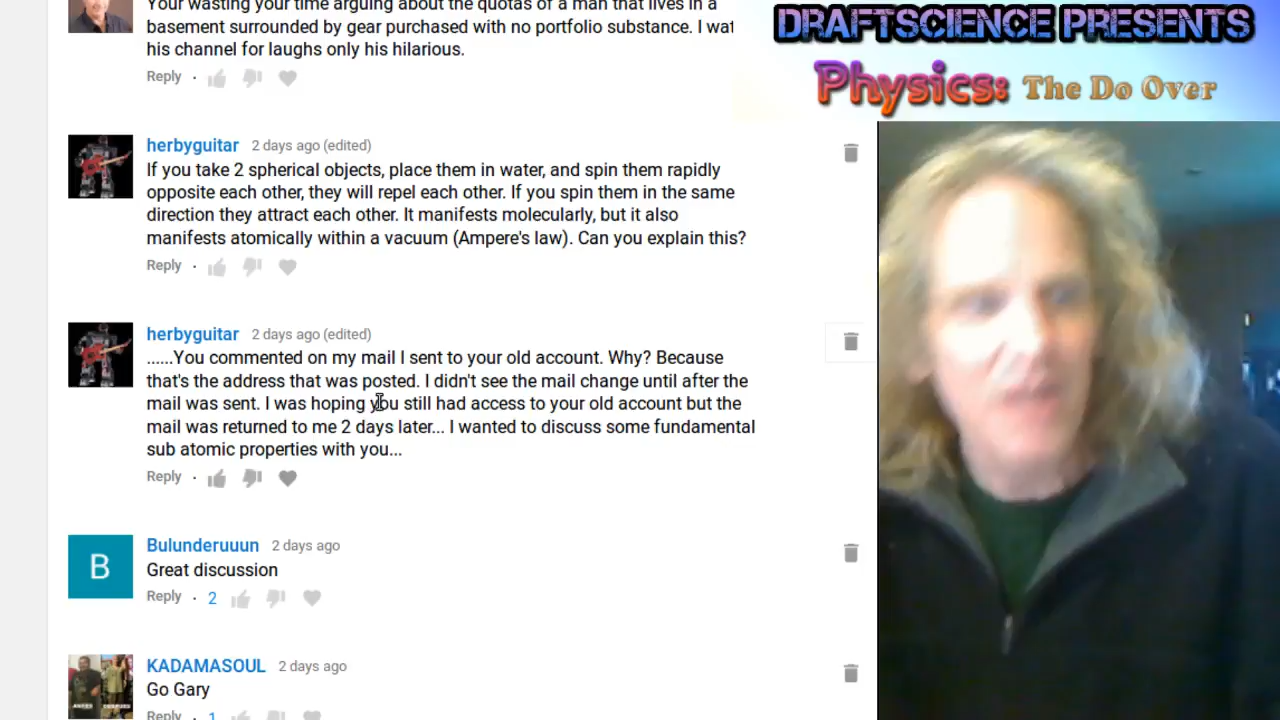 Your wasting your time arguing about the quotas of a man that lives in a
basement surrounded by gear purchased with no portfolio substance. I wat
his channel for laughs only his hilarious.
Reply
DRAFTSCIENCE PRESENTS
Physics: The Do Over
herbyguitar 2 days ago (edited)
If you take 2 spherical objects, place them in water, and spin them rapidly
opposite each other, they will repel each other. If you spin them in the same
direction they attract each other. It manifests molecularly, but it also
manifests atomically within a vacuum (Ampere's law). Can you explain this?
Reply
herbyguitar 2 days ago (edited)
......You commented on my mail I sent to your old account. Why? Because
that's the address that was posted. I didn't see the mail change until after the
mail was sent. I was hoping you still had access to your old account but the
mail was returned to me 2 days later... I wanted to discuss some fundamental
sub atomic properties with you...
Reply
B
Bulunderuuun 2 days ago
Great discussion
Reply 2
KADAMASOUL 2 days ago
Go Gary
Reply 1